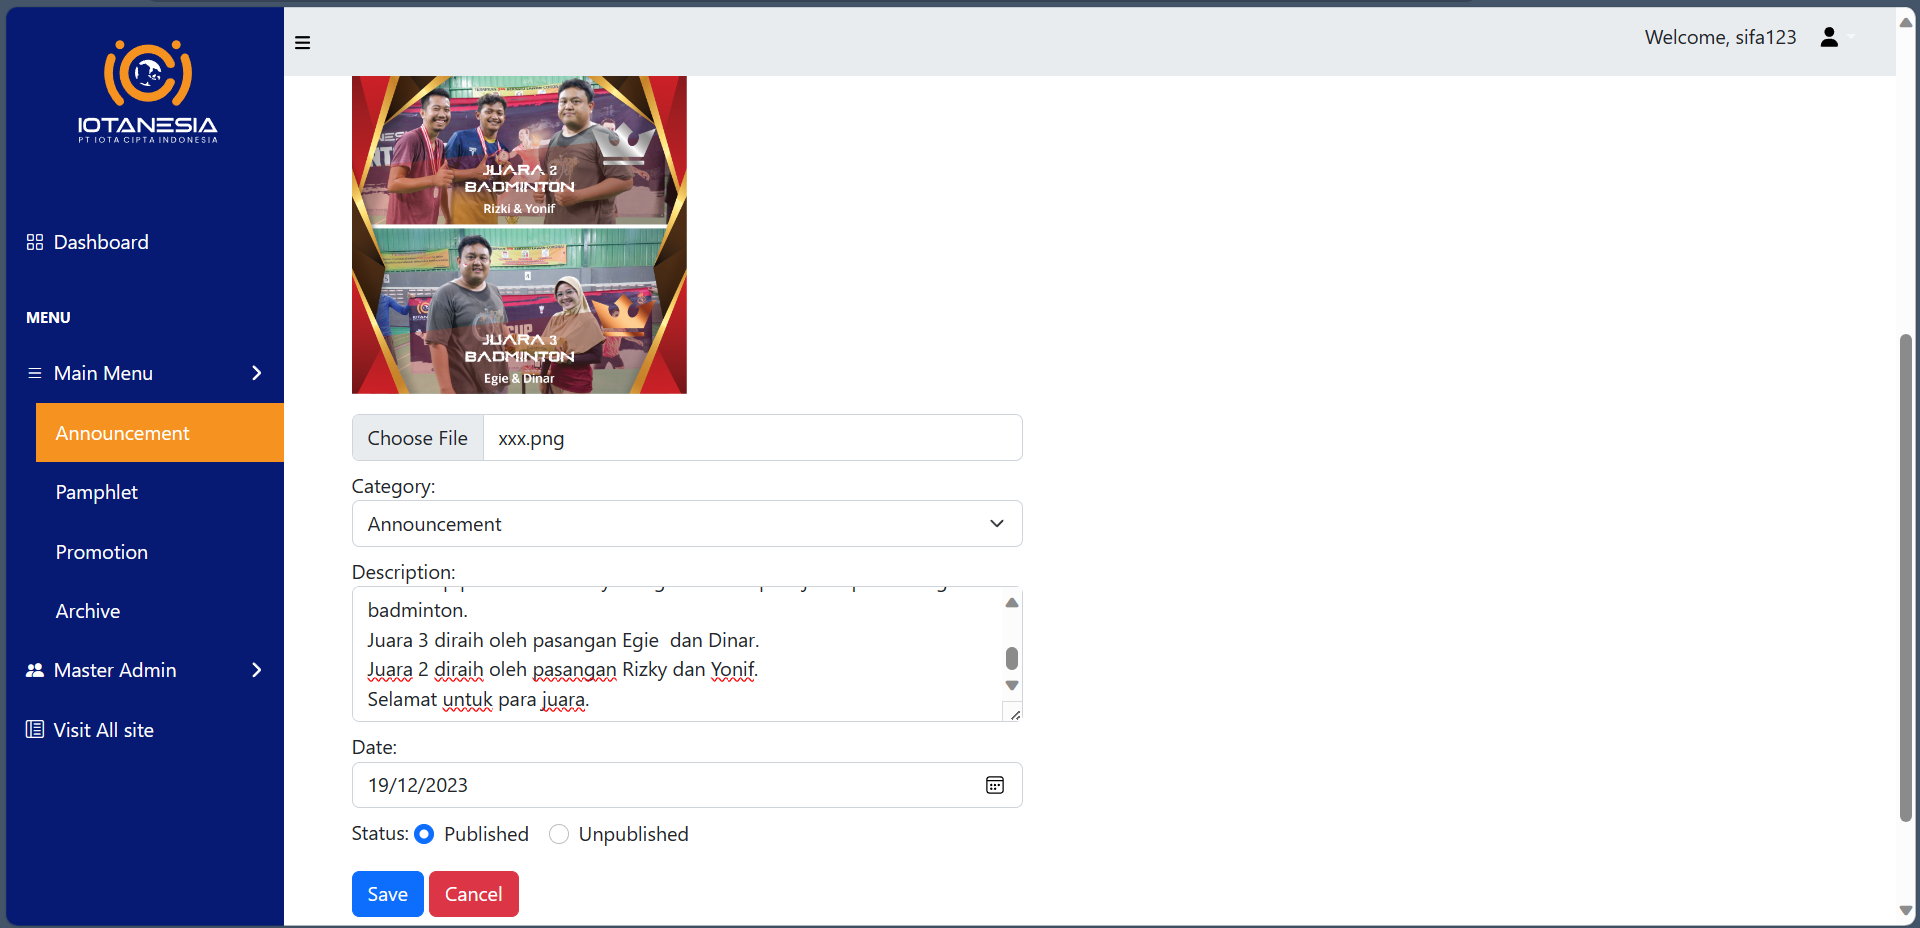 Welcome, sifa123
IOTANESIA
PT IOTA CIPTA INDONESIA
Dashboard
MENU
Main Menu
Announcement
Pamphlet
Promotion
Archive
Master Admin
Visit All site
JUARA 2
BADMINTON
Rizki & Yonif
CUP
JUARA 3
BADMINTON
Egie & Dinar
Choose File
xxx.png
Category:
Announcement
Description:
badminton.
Juara 3 diraih oleh pasangan Egie  dan Dinar.
Juara 2 diraih oleh pasangan Rizky dan Yonif.
Selamat untuk para juara.
Date:
19/12/2023
Status:
Published
Unpublished
Save
Cancel